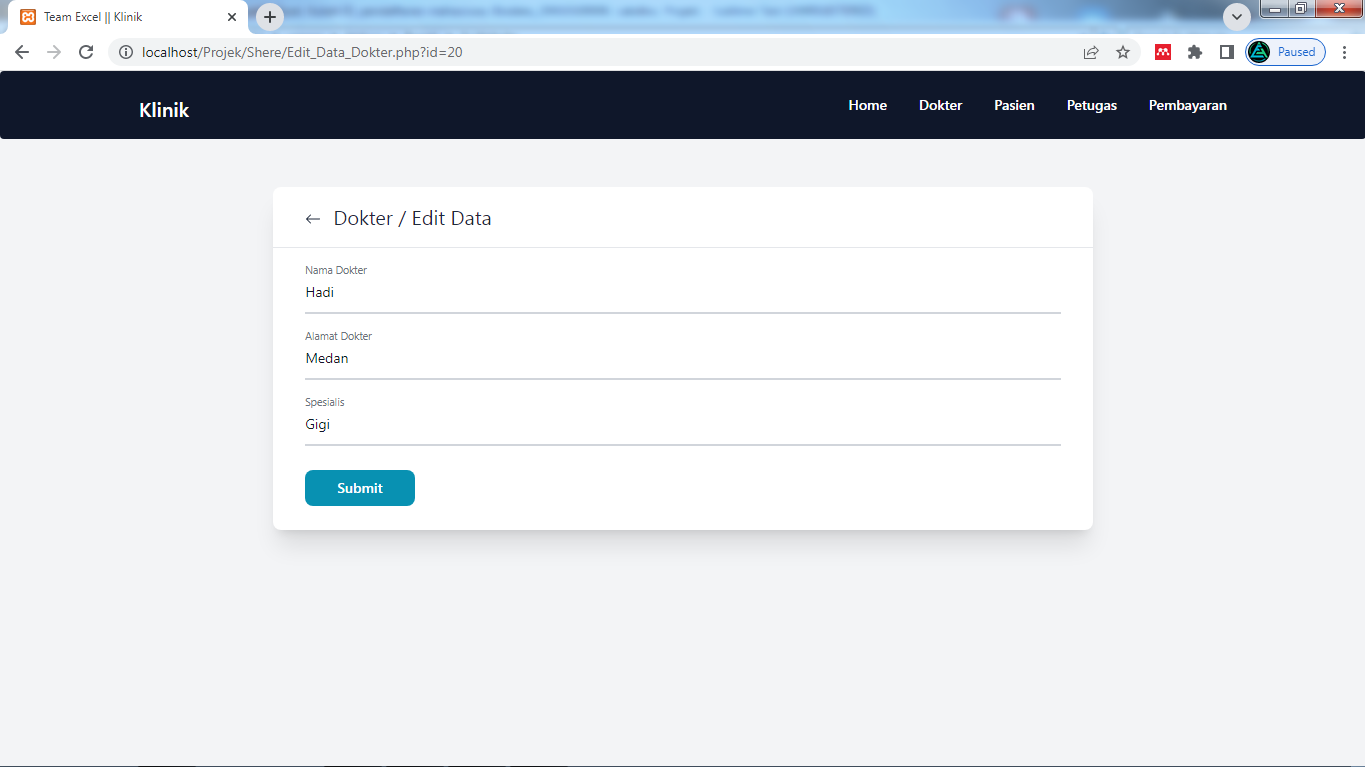 Team Excel || Klinik
localhost/Projek/Shere/Edit_Data_Dokter.php?id=20
Paused
Klinik
Home Dokter Pasien Petugas Pembayaran
← Dokter / Edit Data
Nama Dokter
Hadi
Alamat Dokter
Medan
Spesialis
Gigi
Submit